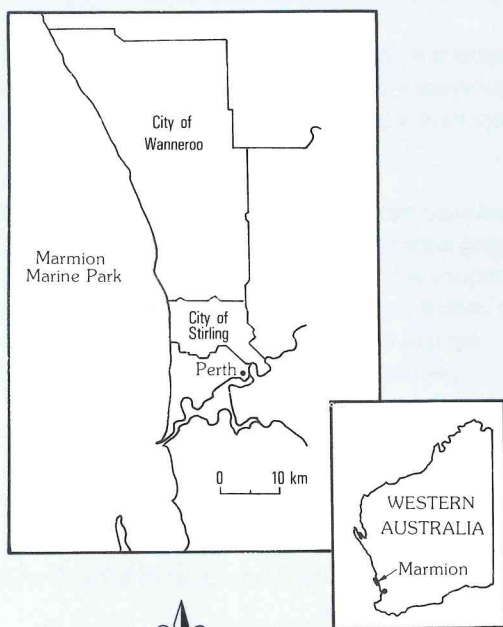 City of
Wanneroo
Marmion
Marine Park
City of
Stirling
Perth
0 10 km
WESTERN
AUSTRALIA
Marmion